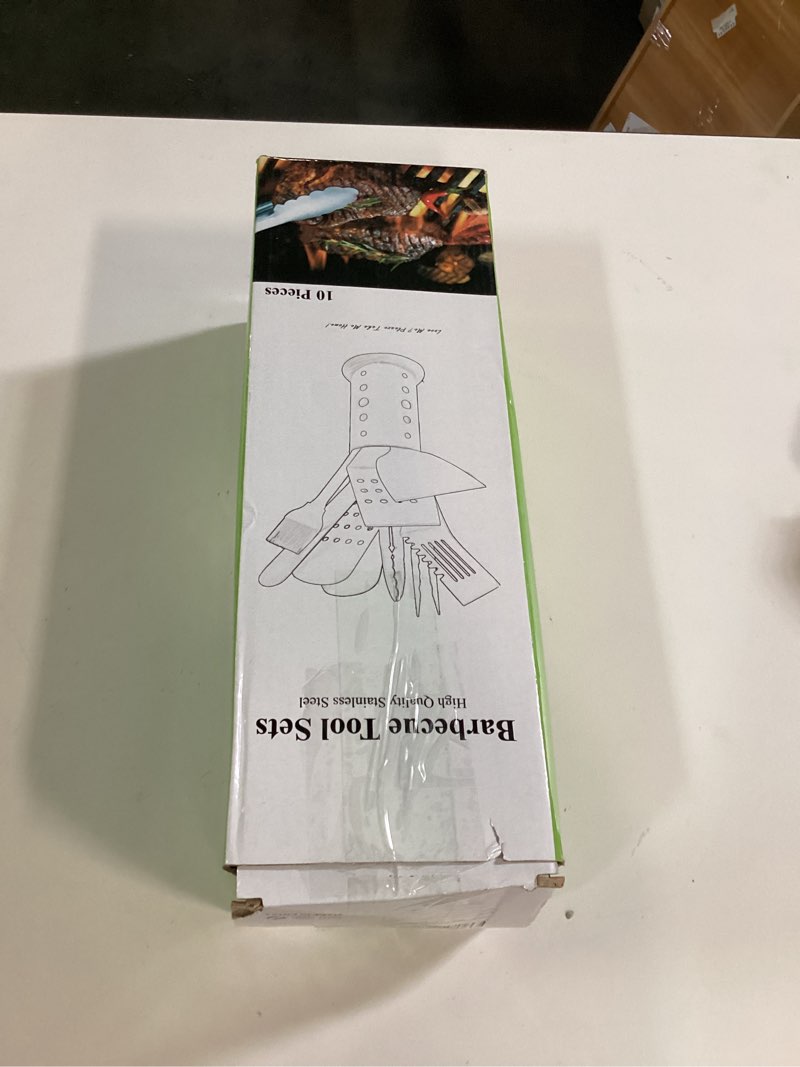 Barbecue Tool Sets
High Quality Stainless Steel
Love Me? Please Take Me Home!
10 Pieces